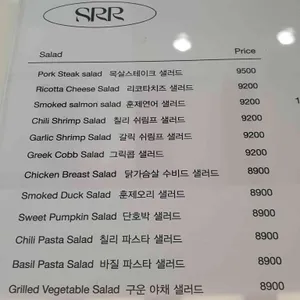 SRR
Salad Price
Pork Steak salad 목살스테이크 샐러드 9500
Ricotta Cheese Salad 리코타치즈 샐러드 9200
Smoked salmon salad 훈제연어 샐러드 9200
Chili Shrimp Salad 칠리 쉬림프 샐러드 9200
Garlic Shrimp Salad 갈릭 쉬림프 샐러드 9200
Greek Cobb Salad 그릭콥 샐러드 9200
Chicken Breast Salad 닭가슴살 수비드 샐러드 8900
Smoked Duck Salad 훈제오리 샐러드 8900
Sweet Pumpkin Salad 단호박 샐러드 8900
Chili Pasta Salad 칠리 파스타 샐러드 8900
Basil Pasta Salad 바질 파스타 샐러드 8900
Grilled Vegetable Salad 구운 야채 샐러드 8900